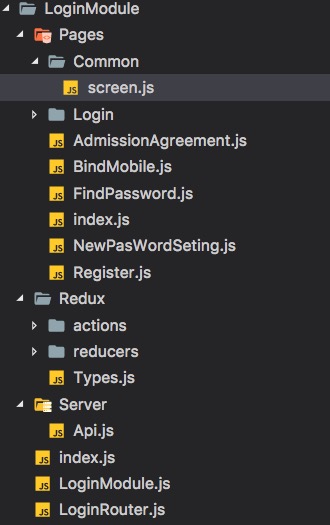 LoginModule
Pages
Common
screen.js
Login
JS AdmissionAgreement.js
JS BindMobile.js
JS FindPassword.js
JS index.js
JS NewPasWordSeting.js
JS Register.js
Redux
actions
reducers
JS Types.js
Server
JS Api.js
JS index.js
JS LoginModule.js
JS LoginRouter.js